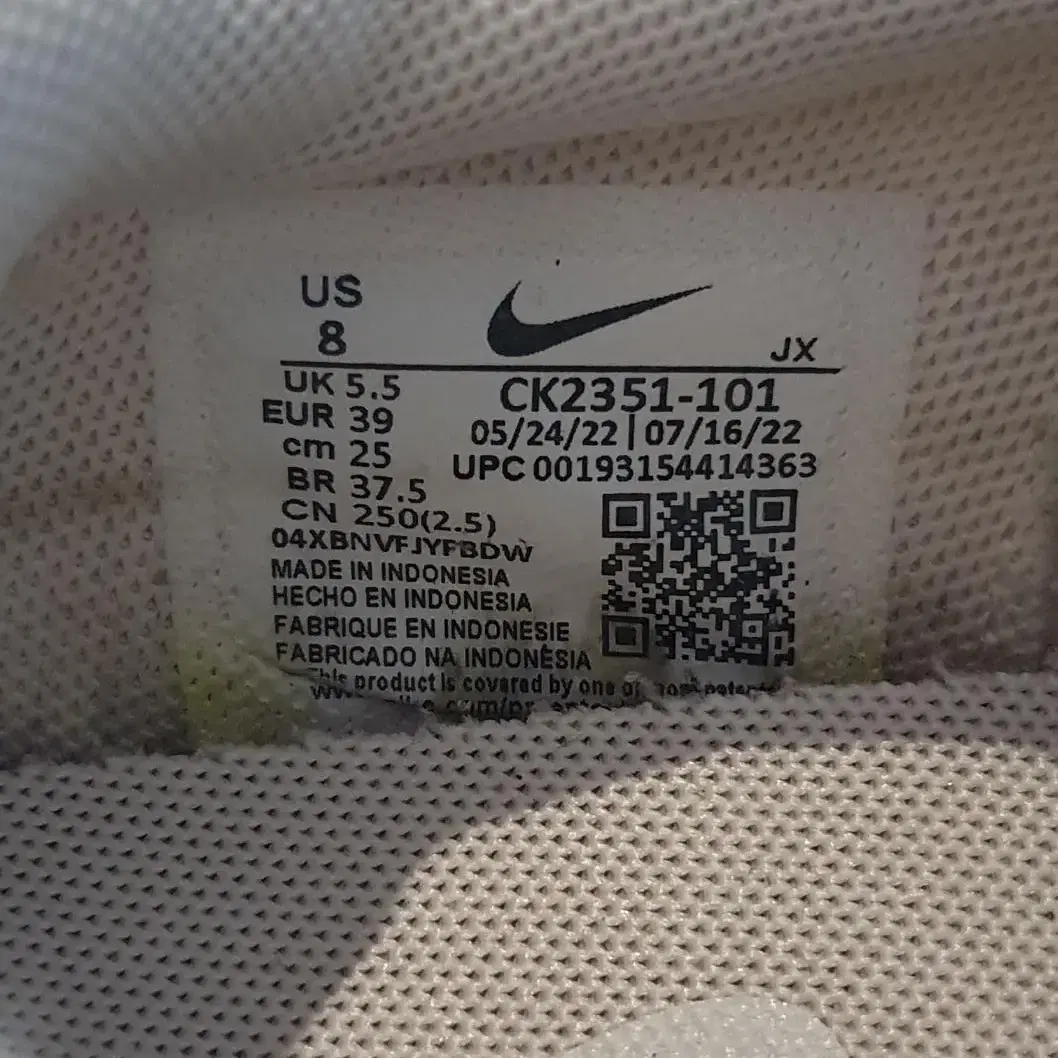 US
8
JX
UK 5.5
EUR 39
cm 25
BR 37.5
CN 250(2.5)
CK2351-101
05/24/22 | 07/16/22
UPC 00193154414363
04XBNVFJYFBDW
MADE IN INDONESIA
HECHO EN INDONESIA
FABRIQUE EN INDONESIE
FABRICADO NA INDONÉSIA
This product is covered by one or